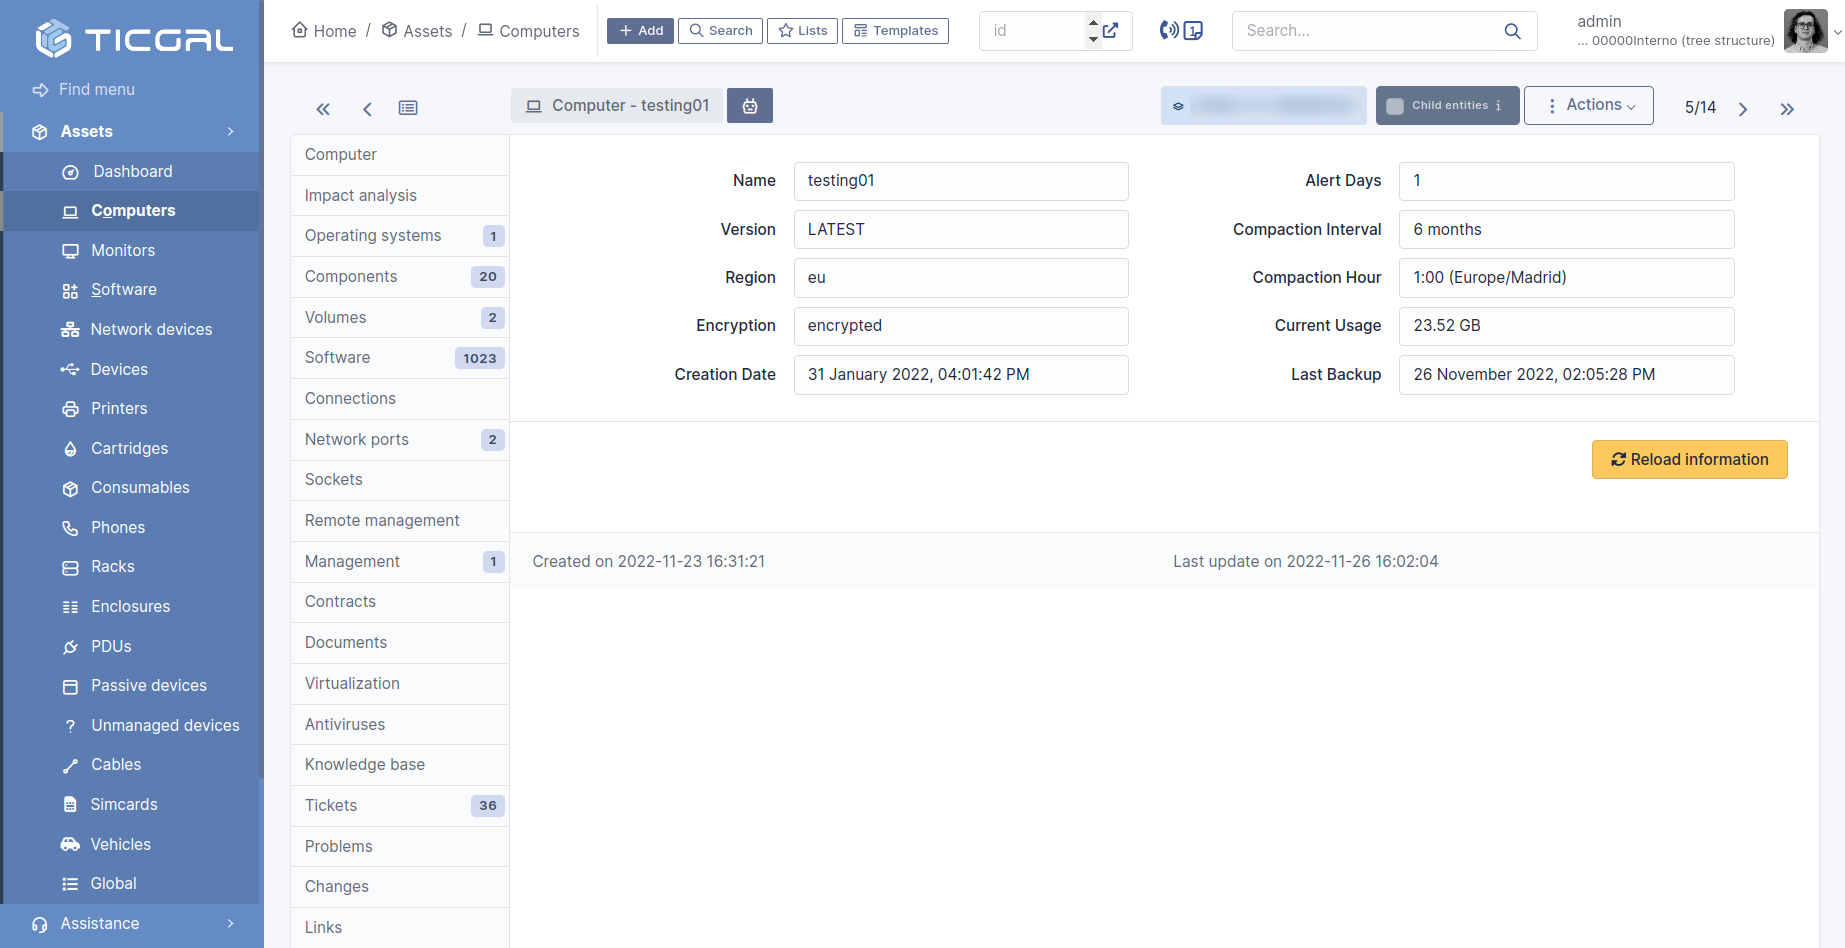 TICGAL
Find menu
Assets
Dashboard
Computers
Monitors
Software
Network devices
Devices
Printers
Cartridges
Consumables
Phones
Racks
Enclosures
PDUs
Passive devices
Unmanaged devices
Cables
Simcards
Vehicles
Global
Assistance
Home / Assets / Computers
+ Add
Search
Lists
Templates
id
Search...
admin
... 00000Interno (tree structure)
Computer - testing01
Child entities i
Actions
5/14
Computer
Impact analysis
Operating systems 1
Components 20
Volumes 2
Software 1023
Connections
Network ports 2
Sockets
Remote management
Management 1
Contracts
Documents
Virtualization
Antiviruses
Knowledge base
Tickets 36
Problems
Changes
Links
Name testing01
Version LATEST
Region eu
Encryption encrypted
Creation Date 31 January 2022, 04:01:42 PM
Alert Days 1
Compaction Interval 6 months
Compaction Hour 1:00 (Europe/Madrid)
Current Usage 23.52 GB
Last Backup 26 November 2022, 02:05:28 PM
Reload information
Created on 2022-11-23 16:31:21
Last update on 2022-11-26 16:02:04